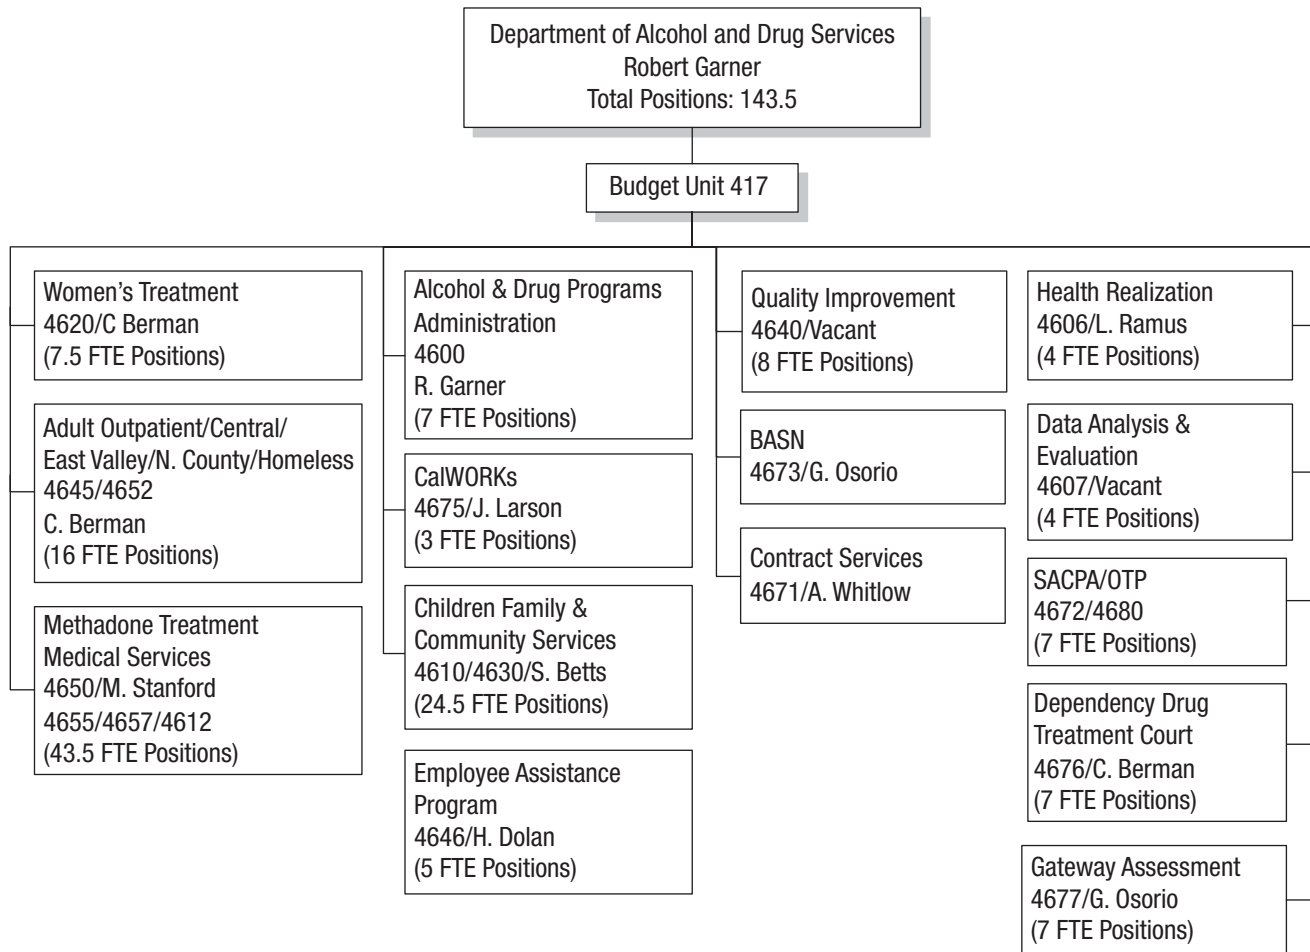 Department of Alcohol and Drug Services
Robert Garner
Total Positions: 143.5
Budget Unit 417
Women’s Treatment
4620/C Berman
(7.5 FTE Positions)
Adult Outpatient/Central/
East Valley/N. County/Homeless
4645/4652
C. Berman
(16 FTE Positions)
Methadone Treatment
Medical Services
4650/M. Stanford
4655/4657/4612
(43.5 FTE Positions)
Alcohol & Drug Programs
Administration
4600
R. Garner
(7 FTE Positions)
CalWORKs
4675/J. Larson
(3 FTE Positions)
Children Family &
Community Services
4610/4630/S. Betts
(24.5 FTE Positions)
Employee Assistance
Program
4646/H. Dolan
(5 FTE Positions)
Quality Improvement
4640/Vacant
(8 FTE Positions)
BASN
4673/G. Osorio
Contract Services
4671/A. Whitlow
Health Realization
4606/L. Ramus
(4 FTE Positions)
Data Analysis &
Evaluation
4607/Vacant
(4 FTE Positions)
SACPA/OTP
4672/4680
(7 FTE Positions)
Dependency Drug
Treatment Court
4676/C. Berman
(7 FTE Positions)
Gateway Assessment
4677/G. Osorio
(7 FTE Positions)